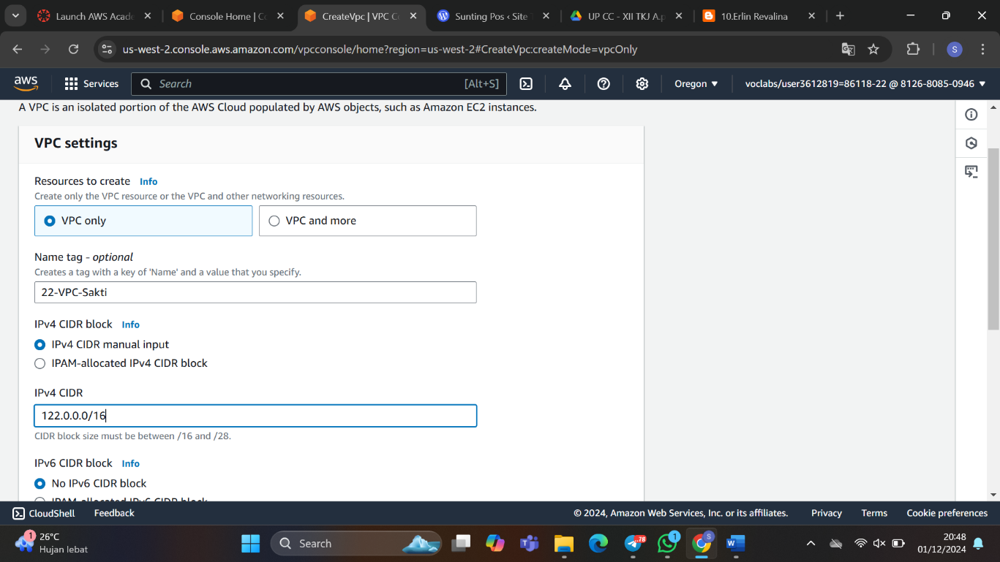 Launch AWS Acade
Console Home | C
CreateVpc | VPC C
Sunting Pos ‹ Site
UP CC - XII TKJ A.p
10.Erlin Revalina
us-west-2.console.aws.amazon.com/vpcconsole/home?region=us-west-2#CreateVpc:createMode=vpcOnly
S
aws
Services
Search
[Alt+S]
Oregon
voclabs/user3612819=86118-22 @ 8126-8085-0946
A VPC is an isolated portion of the AWS Cloud populated by AWS objects, such as Amazon EC2 instances.
VPC settings
Resources to create Info
Create only the VPC resource or the VPC and other networking resources.
VPC only
VPC and more
Name tag - optional
Creates a tag with a key of 'Name' and a value that you specify.
22-VPC-Sakti
IPv4 CIDR block Info
IPv4 CIDR manual input
IPAM-allocated IPv4 CIDR block
IPv4 CIDR
122.0.0.0/16
CIDR block size must be between /16 and /28.
IPv6 CIDR block Info
No IPv6 CIDR block
IPAM-allocated IPv6 CIDR block
CloudShell
Feedback
© 2024, Amazon Web Services, Inc. or its affiliates.
Privacy
Terms
Cookie preferences
1
26°C
Hujan lebat
Search
78
1
S
20:48
01/12/2024